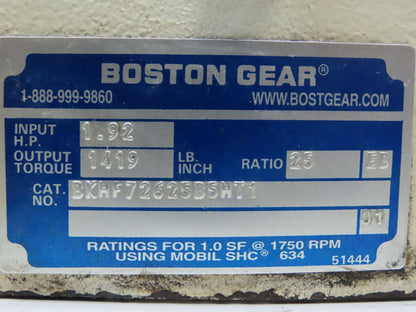 BOSTON GEAR®
1-888-999-9860 WWW.BOSTGEAR.COM
INPUT H.P. 1.92
OUTPUT TORQUE 1419 LB. INCH RATIO 25
CAT. NO. BKHF72625B5HT1
RATINGS FOR 1.0 SF @ 1750 RPM
USING MOBIL SHC® 634 51444